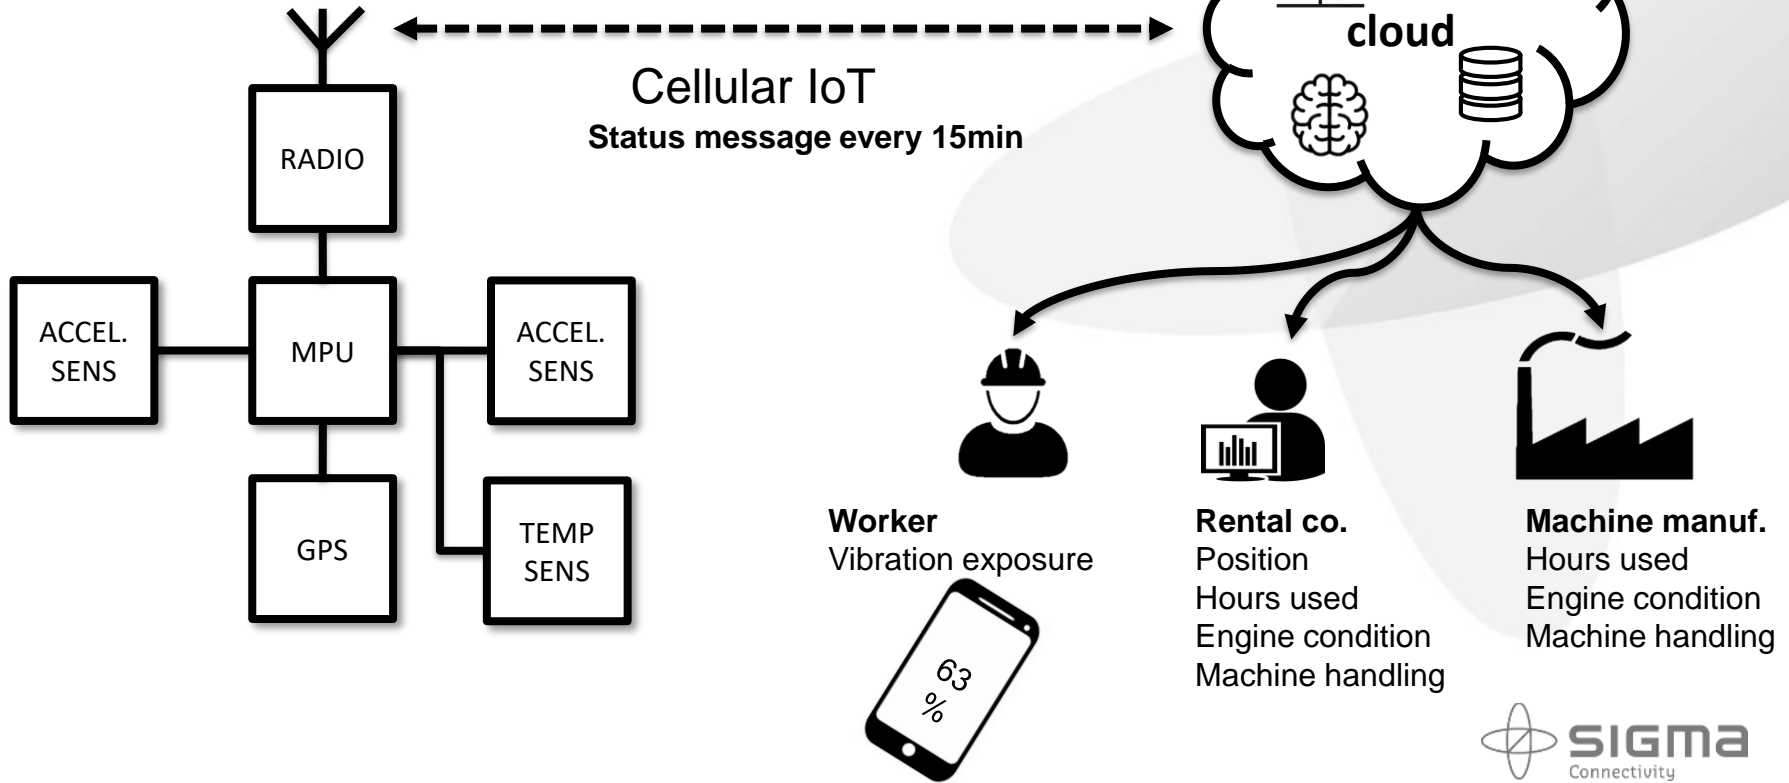 cloud
Cellular IoT
Status message every 15min
RADIO
ACCEL.
SENS
MPU
ACCEL.
SENS
GPS
TEMP
SENS
Worker
Vibration exposure
63
%
Rental co.
Position
Hours used
Engine condition
Machine handling
Machine manuf.
Hours used
Engine condition
Machine handling
SIGMA
Connectivity